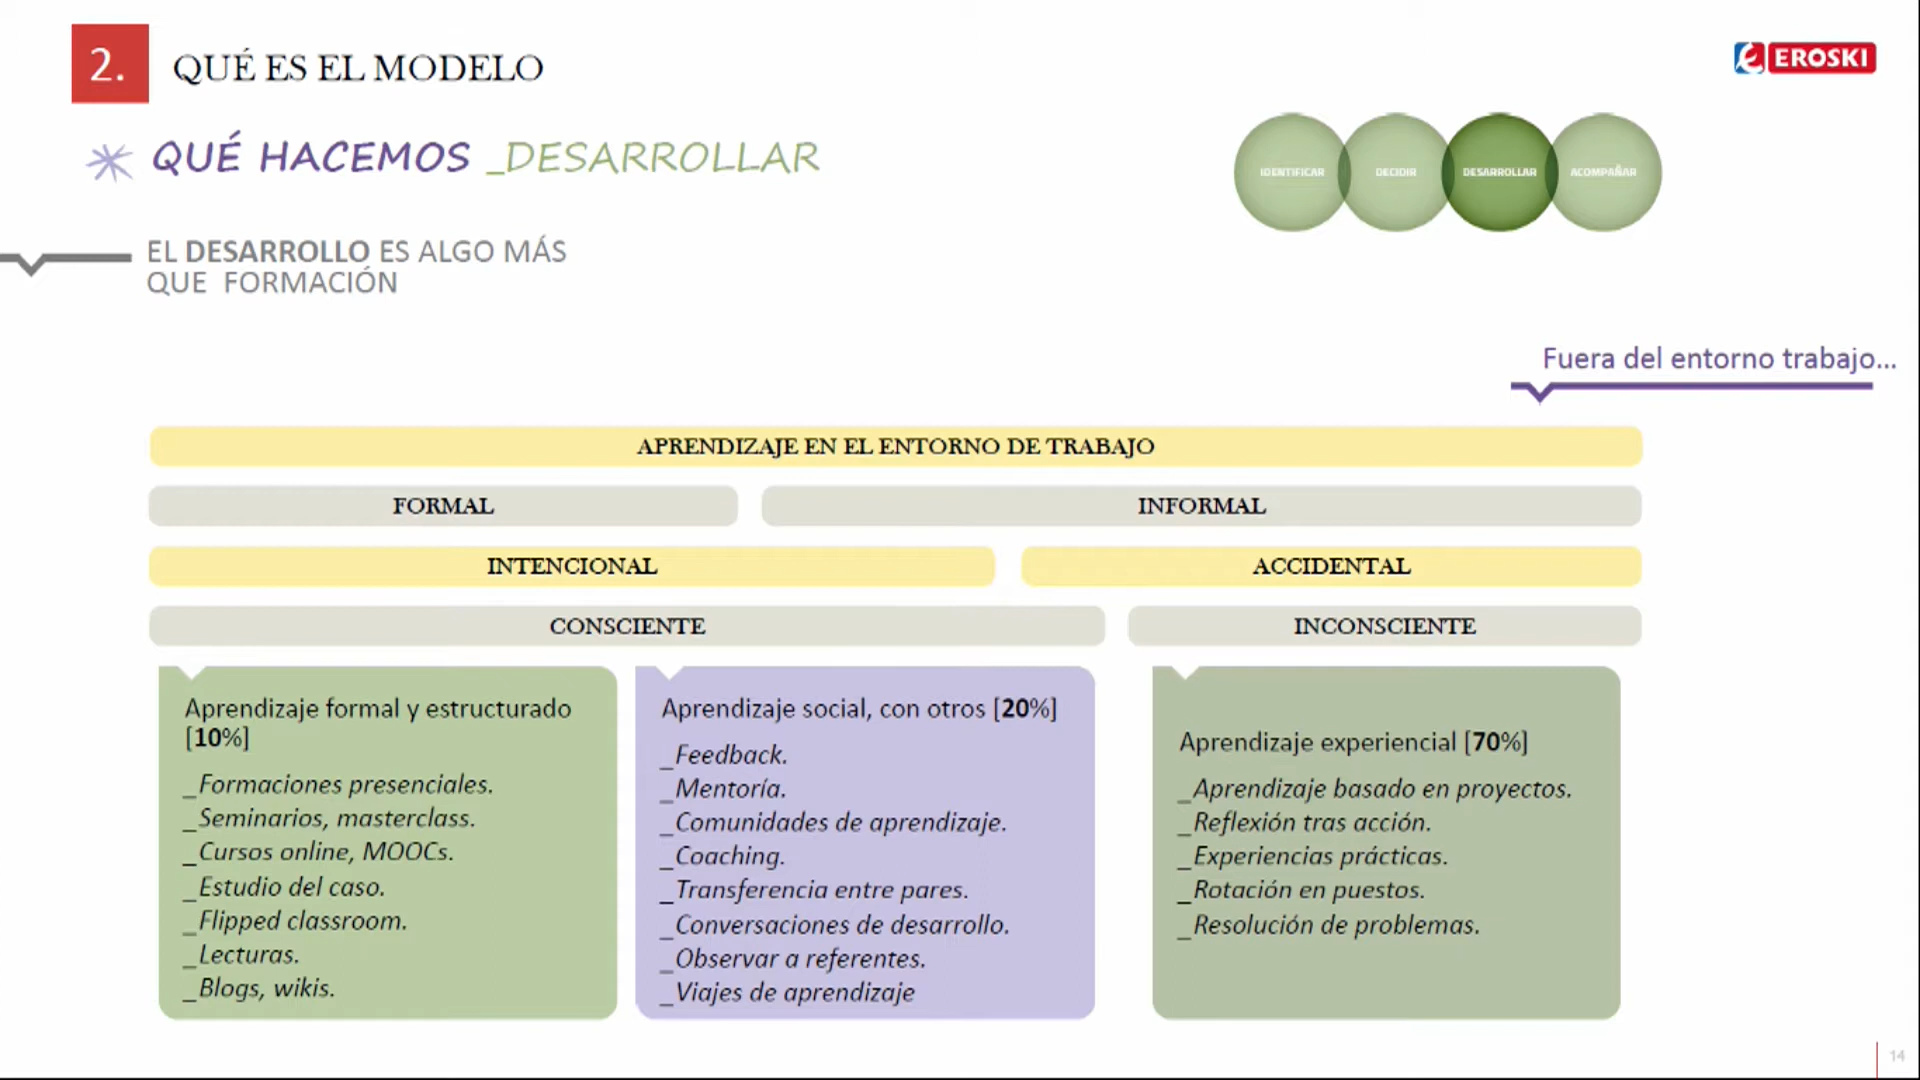 2.
QUÉ ES EL MODELO
EROSKI
QUÉ HACEMOS _DESARROLLAR
IDENTIFICAR
DECIDIR
DESARROLLAR
ACOMPAÑAR
EL DESARROLLO ES ALGO MÁS
QUE FORMACIÓN
Fuera del entorno trabajo...
APRENDIZAJE EN EL ENTORNO DE TRABAJO
FORMAL
INFORMAL
INTENCIONAL
ACCIDENTAL
CONSCIENTE
INCONSCIENTE
Aprendizaje formal y estructurado
[10%]
_Formaciones presenciales.
_Seminarios, masterclass.
_Cursos online, MOOCs.
_Estudio del caso.
_Flipped classroom.
_Lecturas.
_Blogs, wikis.
Aprendizaje social, con otros [20%]
_Feedback.
_Mentoría.
_Comunidades de aprendizaje.
_Coaching.
_Transferencia entre pares.
_Conversaciones de desarrollo.
_Observar a referentes.
_Viajes de aprendizaje
Aprendizaje experiencial [70%]
_Aprendizaje basado en proyectos.
_Reflexión tras acción.
_Experiencias prácticas.
_Rotación en puestos.
_Resolución de problemas.
14